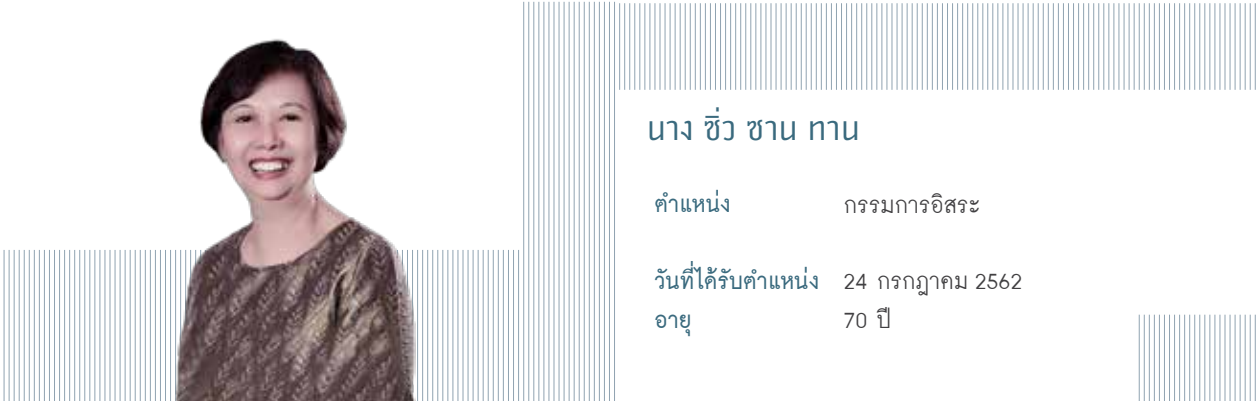 นาง ซิ่ว ซาน ทาน
ตำแหน่ง กรรมการอิสระ
วันที่ได้รับตำแหน่ง 24 กรกฎาคม 2562
อายุ 70 ปี